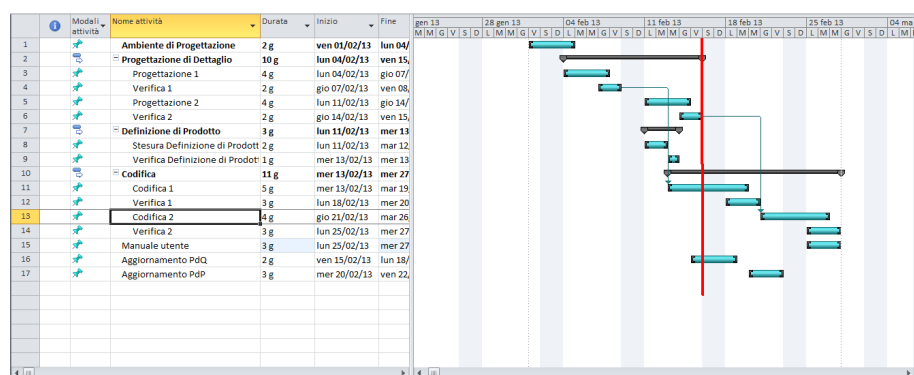 Modali attività Nome attività Durata Inizio Fine
gen 13 28 gen 13 04 feb 13 11 feb 13 18 feb 13 25 feb 13 04 ma
M M G V S D L M M G V S D L M M G V S D L M M G V S D L M M G V S D L M M G V S D L M M
1 Ambiente di Progettazione 2 g ven 01/02/13 lun 04/
2 Progettazione di Dettaglio 10 g lun 04/02/13 ven 15,
3 Progettazione 1 4 g lun 04/02/13 gio 07/
4 Verifica 1 2 g gio 07/02/13 ven 08,
5 Progettazione 2 4 g lun 11/02/13 gio 14/
6 Verifica 2 2 g gio 14/02/13 ven 15,
7 Definizione di Prodotto 3 g lun 11/02/13 mer 13
8 Stesura Definizione di Prodott 2 g lun 11/02/13 mar 12,
9 Verifica Definizione di Prodott 1 g mer 13/02/13 mer 13
10 Codifica 11 g mer 13/02/13 mer 27
11 Codifica 1 5 g mer 13/02/13 mar 19,
12 Verifica 1 3 g lun 18/02/13 mer 20
13 Codifica 2 4 g gio 21/02/13 mar 26,
14 Verifica 2 3 g lun 25/02/13 mer 27
15 Manuale utente 3 g lun 25/02/13 mer 27
16 Aggiornamento PdQ 2 g ven 15/02/13 lun 18/
17 Aggiornamento PdP 3 g mer 20/02/13 ven 22,